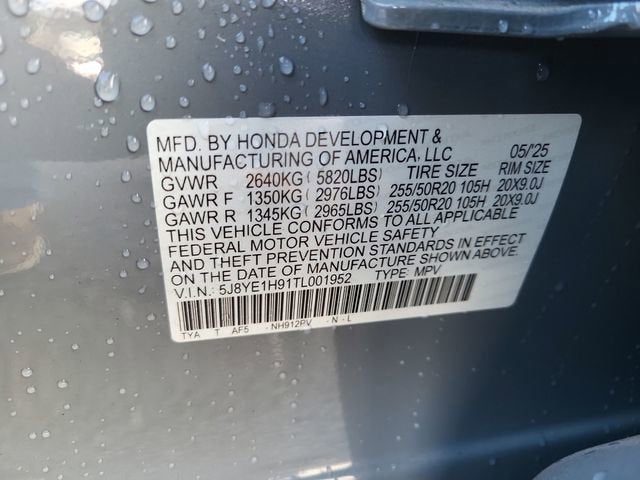 MFD. BY HONDA DEVELOPMENT &
MANUFACTURING OF AMERICA, LLC 05/'25
GVWR 2640KG ( 5820LBS) TIRE SIZE RIM SIZE
GAWR F 1350KG ( 2976LBS) 255/50R20 105H 20X9.0J
GAWR R 1345KG ( 2965LBS) 255/50R20 105H 20X9.0J
THIS VEHICLE CONFORMS TO ALL APPLICABLE
FEDERAL MOTOR VEHICLE SAFETY
AND THEFT PREVENTION STANDARDS IN EFFECT
ON THE DATE OF MANUFACTURE SHOWN ABOVE.
V.I.N.: 5J8YE1H91TL001952 TYPE: MPV
TYA T AF5 -NH912PV -N -L